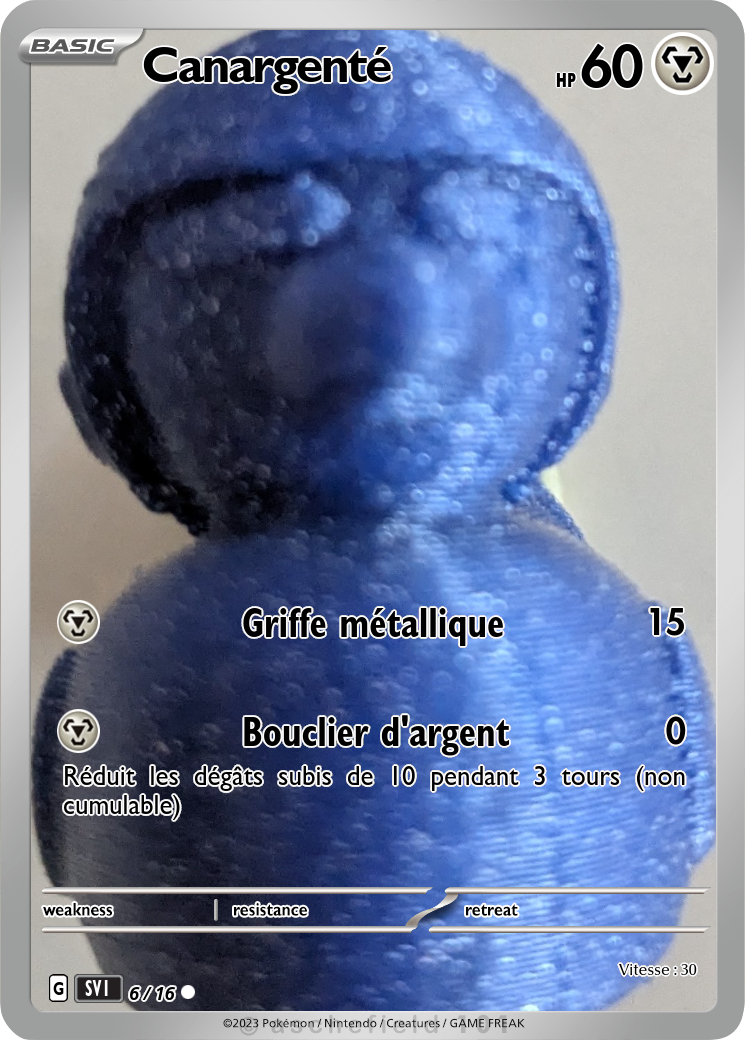 BASIC
Canargenté
HP 60
Griffe métallique 15
Bouclier d'argent 0
Réduit les dégâts subis de 10 pendant 3 tours (non
cumulable)
weakness resistance retreat
Vitesse : 30
G SVI 6/16
©2023 Pokémon / Nintendo / Creatures / GAME FREAK